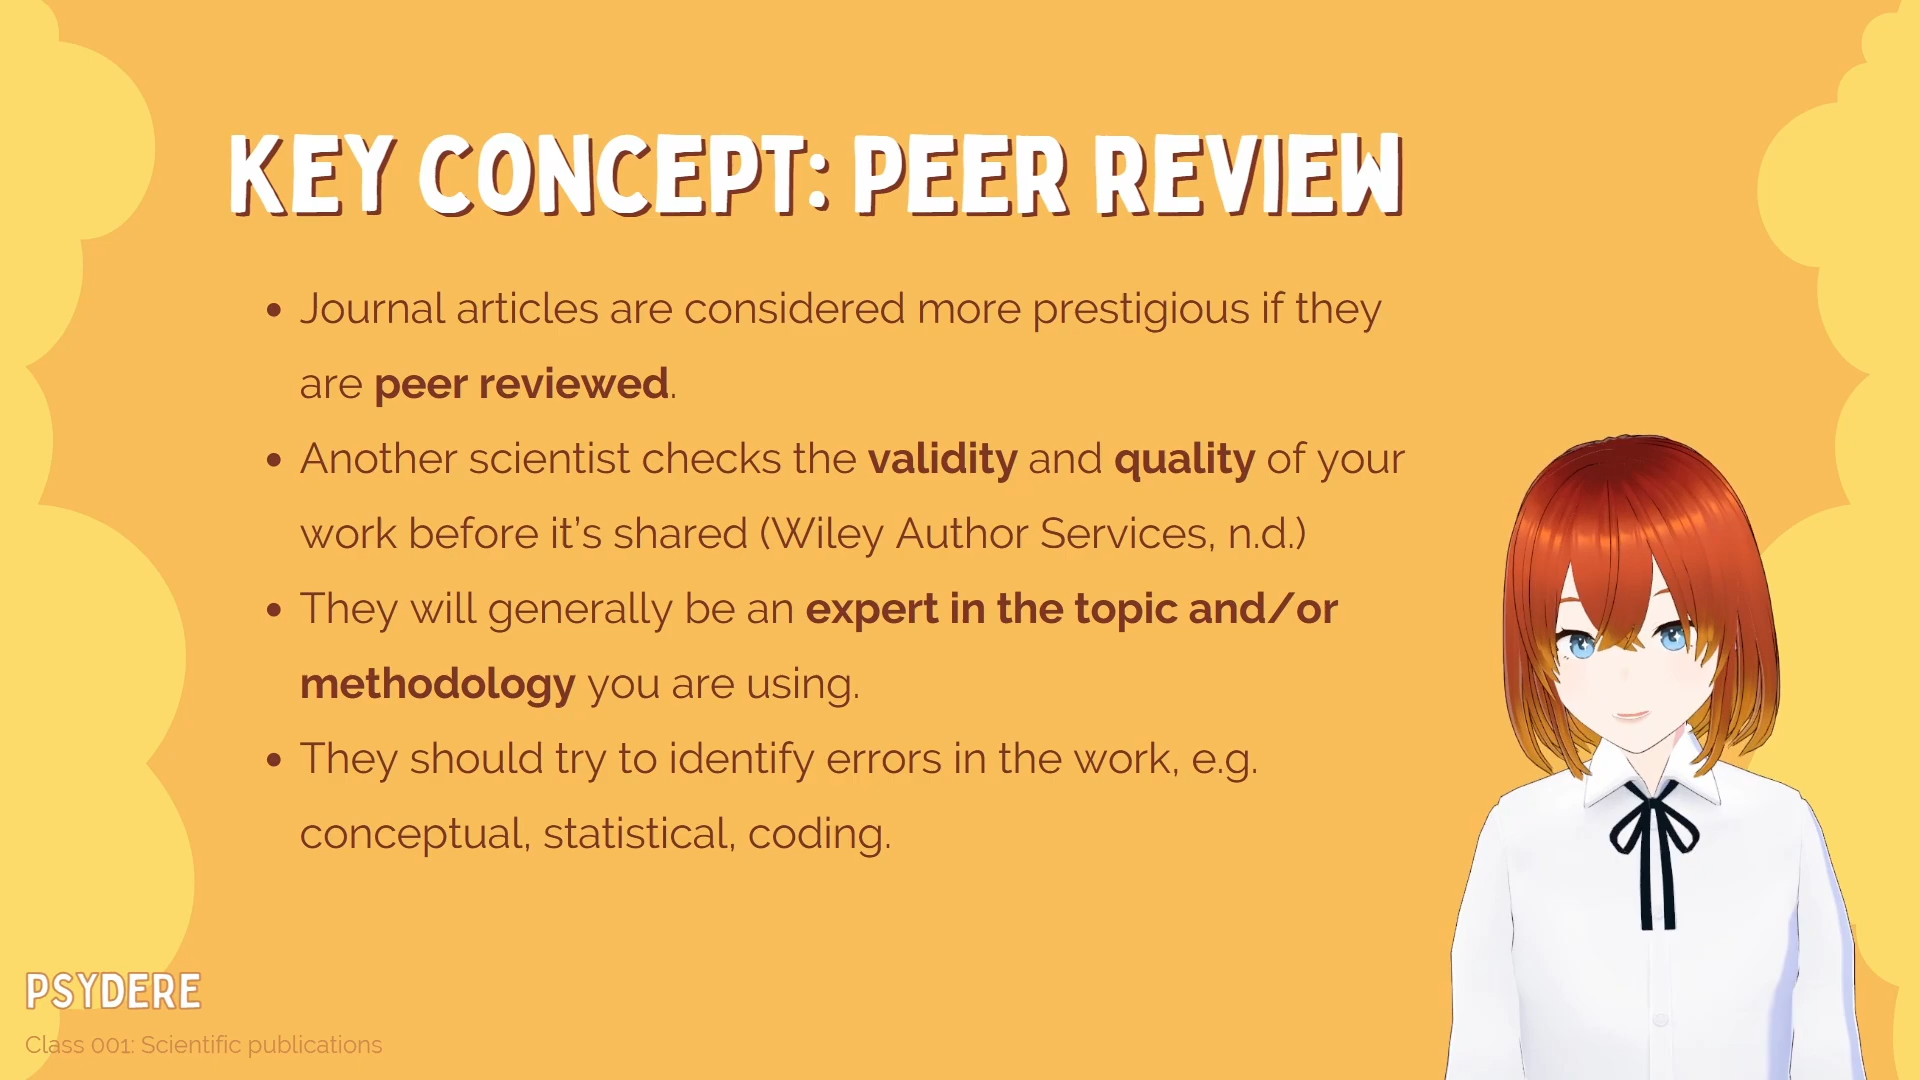 KEY CONCEPT: PEER REVIEW
• Journal articles are considered more prestigious if they
are peer reviewed.
• Another scientist checks the validity and quality of your
work before it’s shared (Wiley Author Services, n.d.)
• They will generally be an expert in the topic and/or
methodology you are using.
• They should try to identify errors in the work, e.g.
conceptual, statistical, coding.
PSYDERE
Class 001: Scientific publications